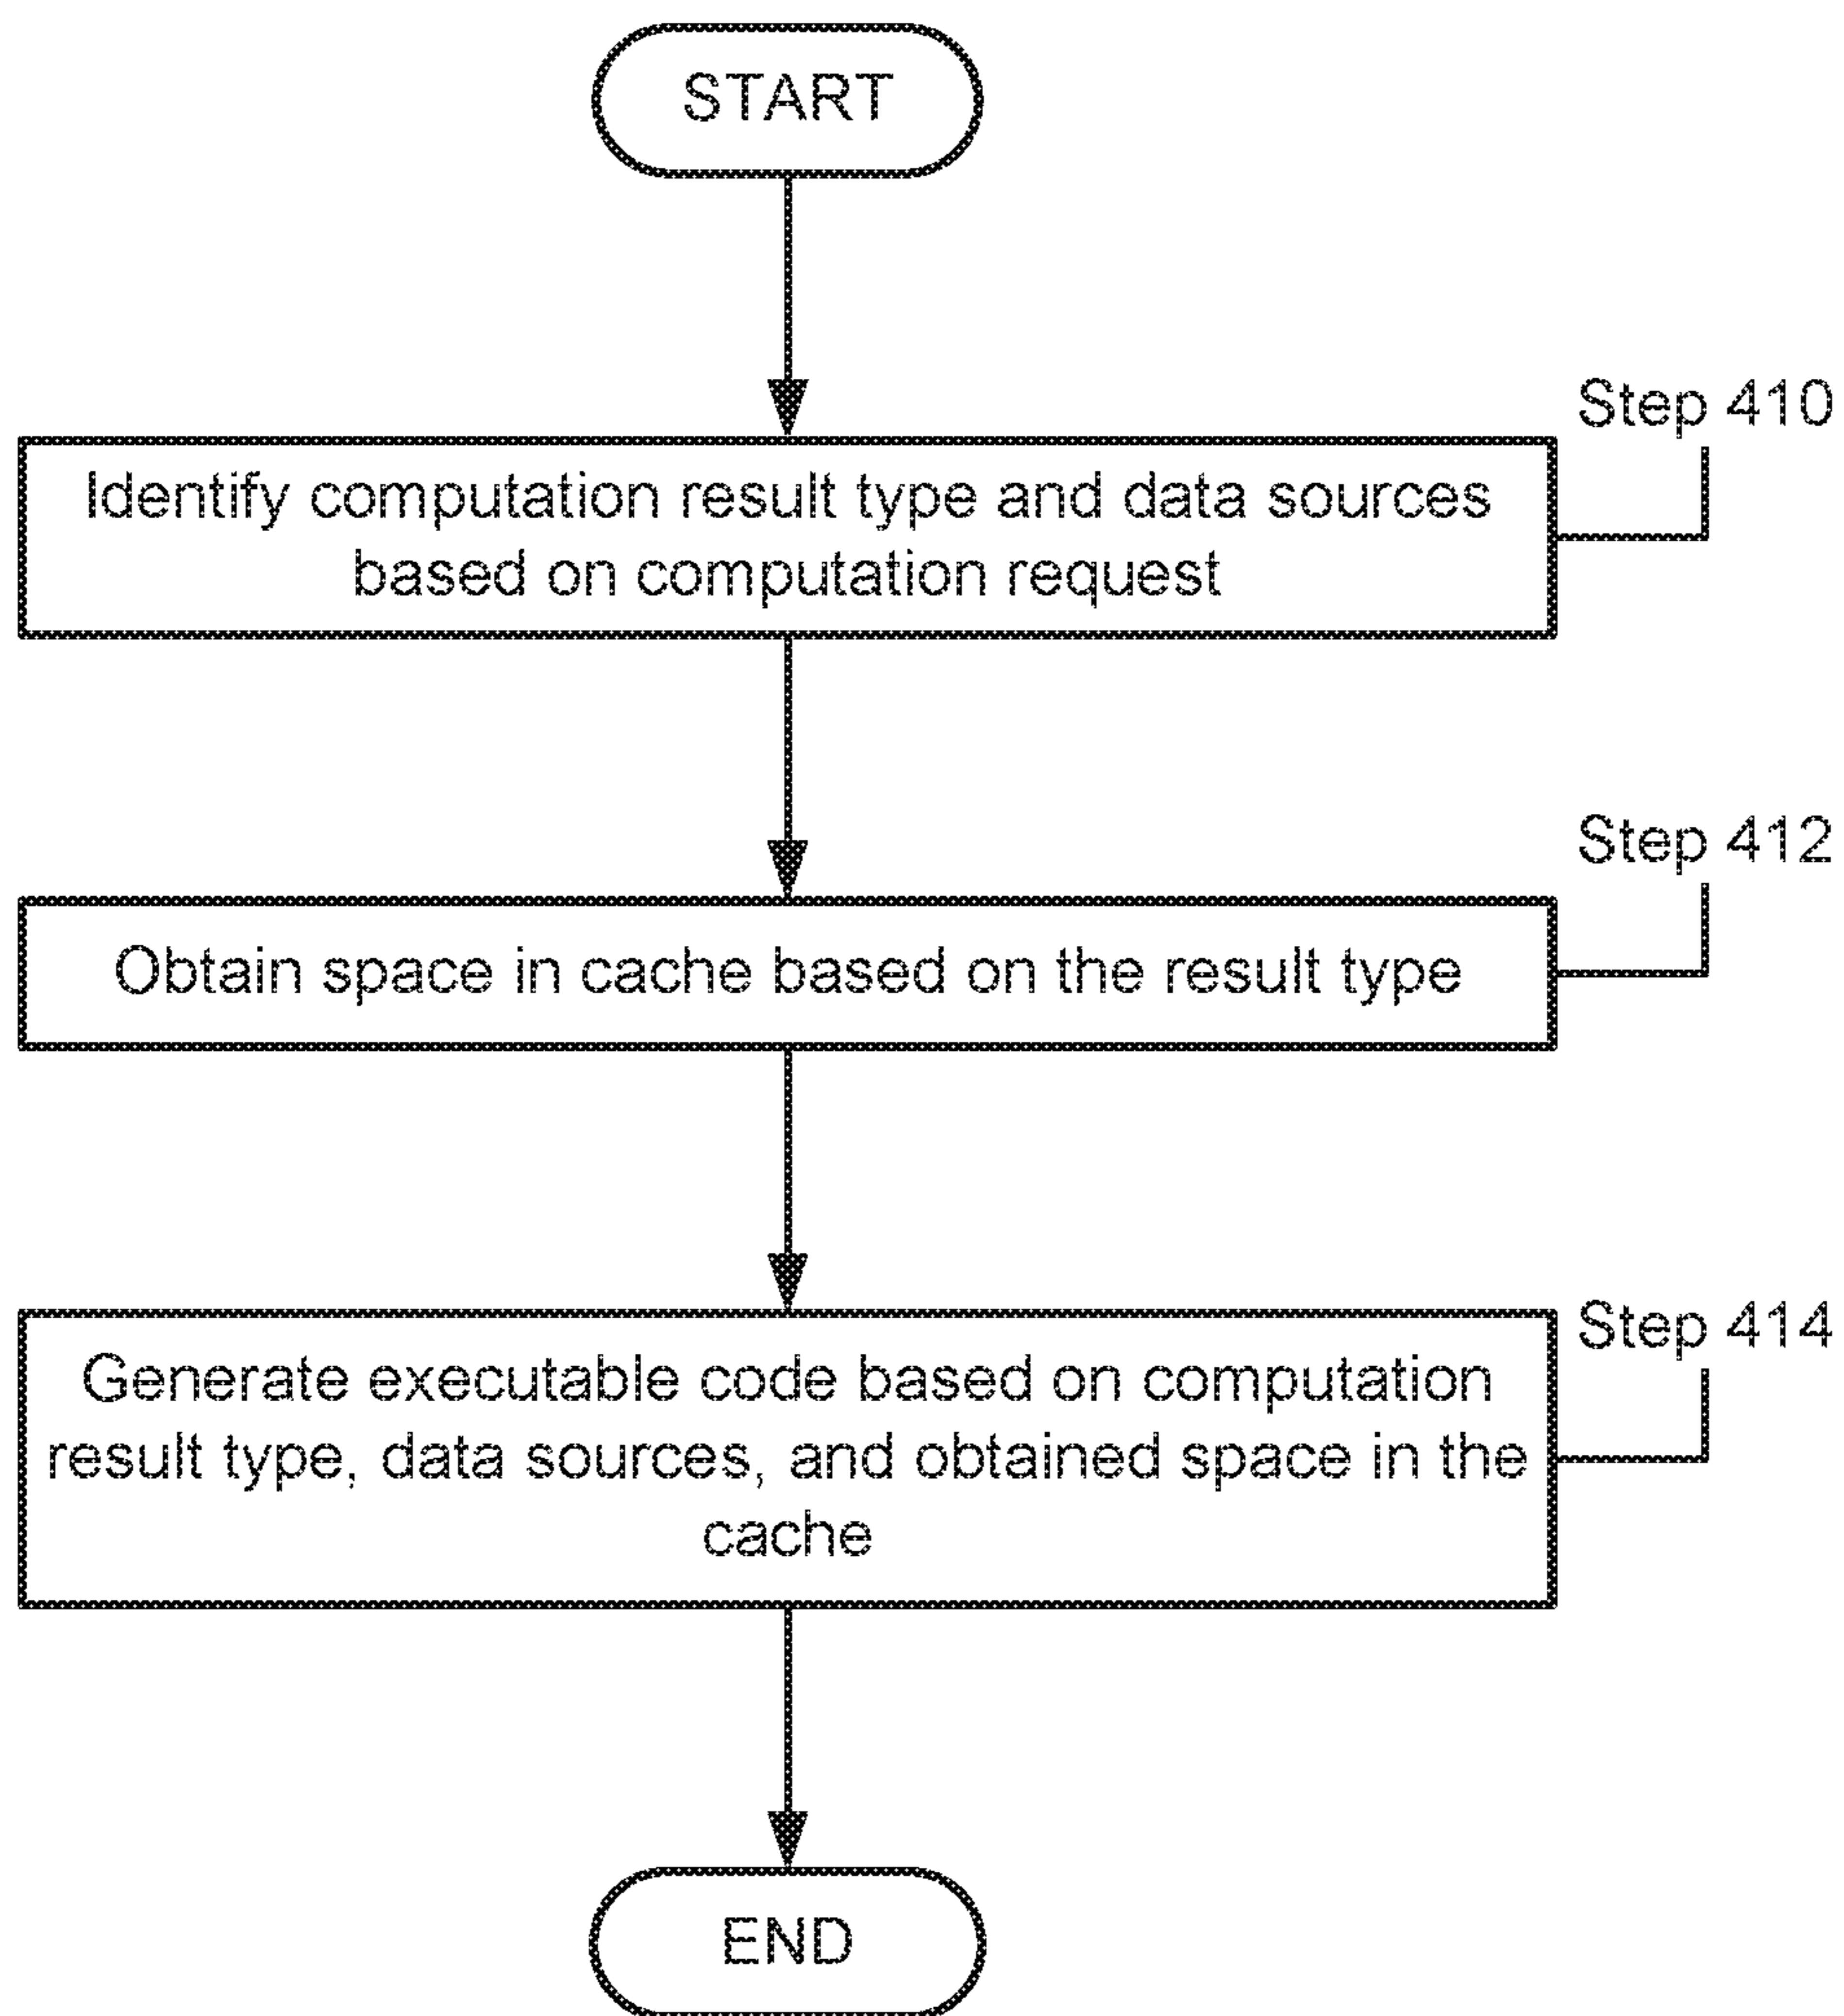 START
Step 410
Identify computation result type and data sources
based on computation request
Step 412
Obtain space in cache based on the result type
Step 414
Generate executable code based on computation
result type, data sources, and obtained space in the
cache
END